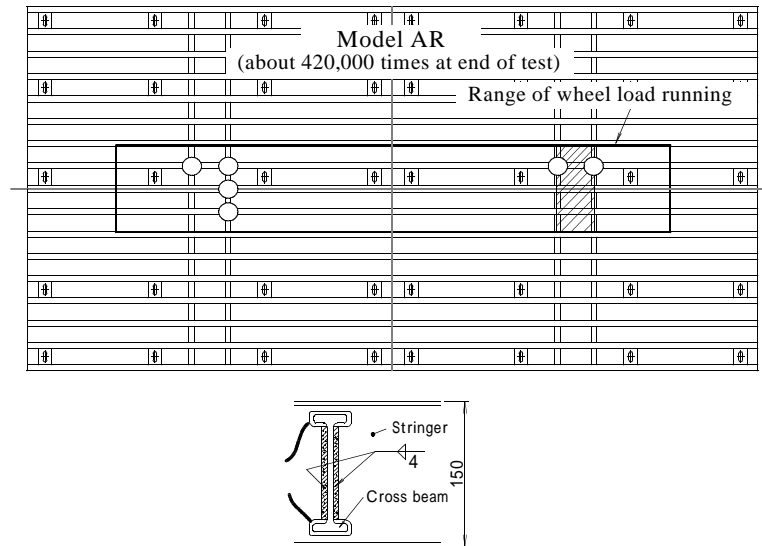 Model AR
(about 420,000 times at end of test)
Range of wheel load running
Stringer
4
Cross beam
150